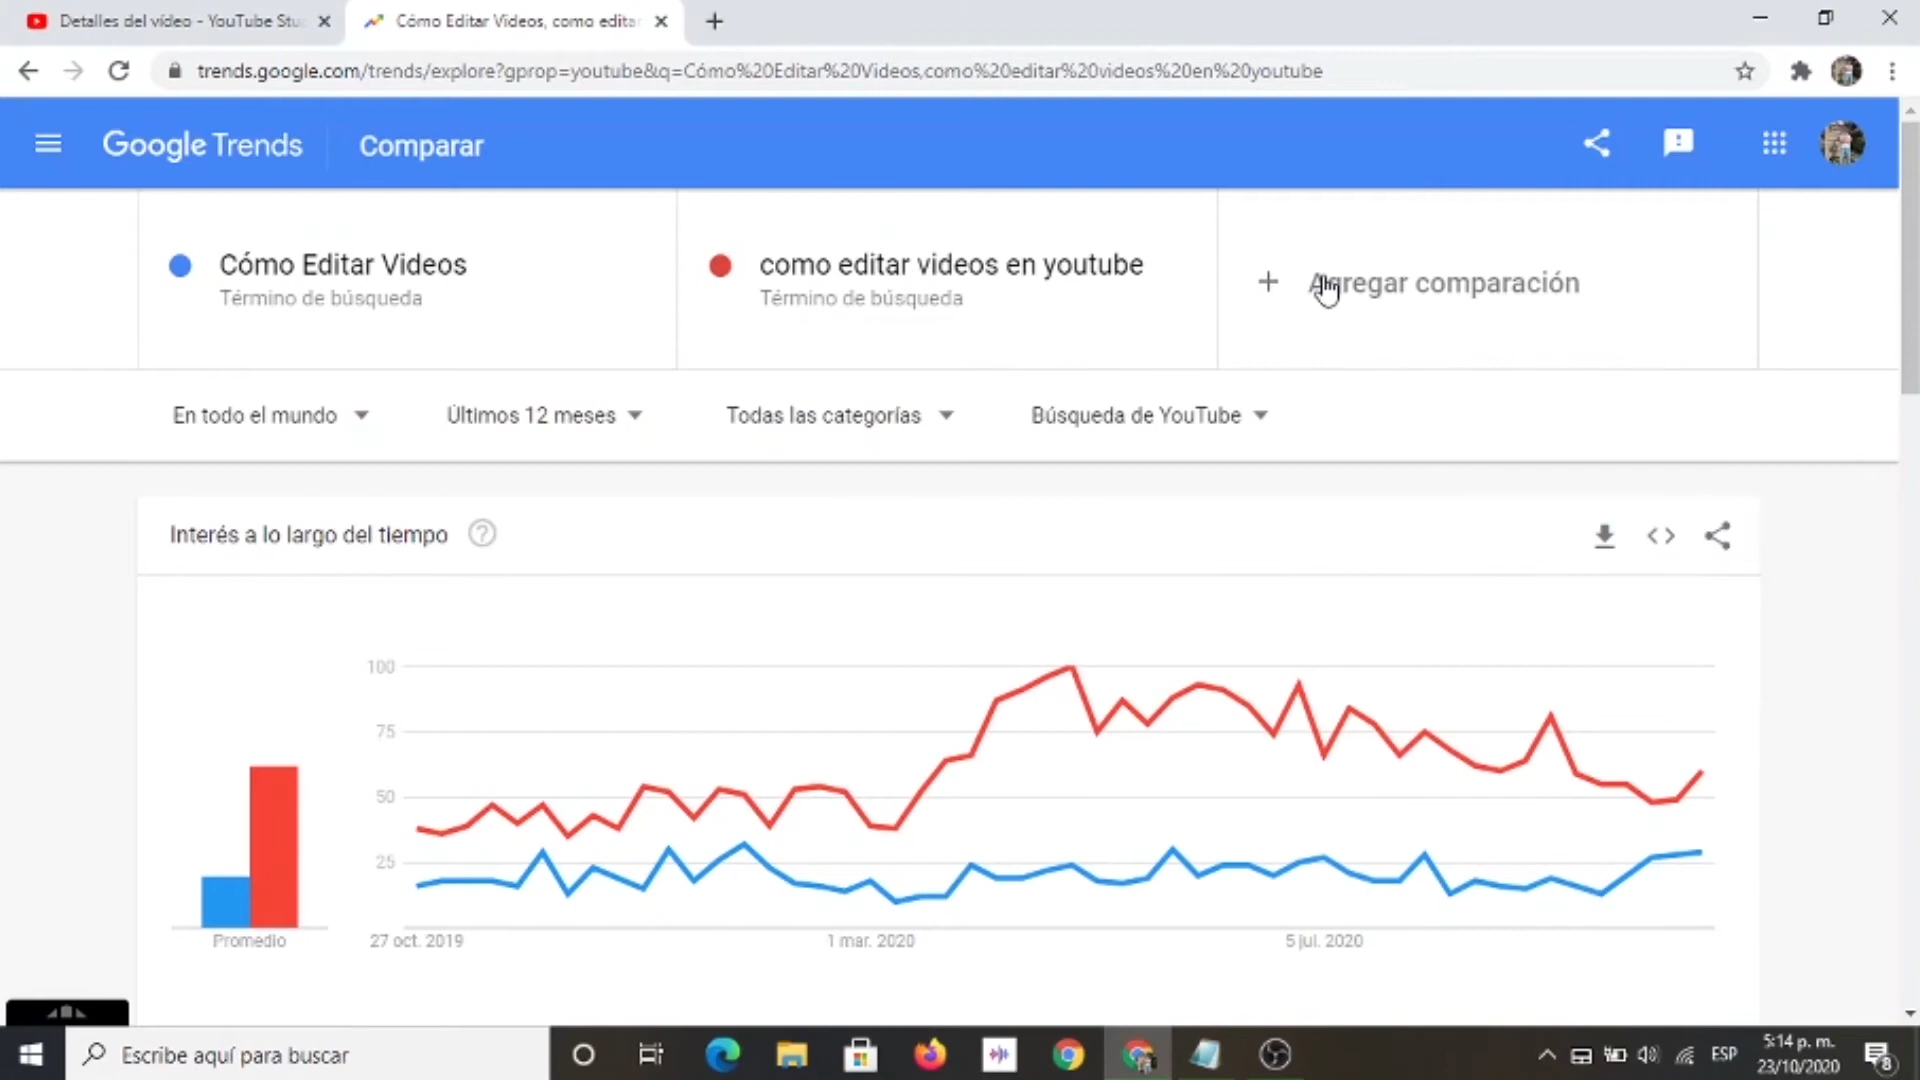 Detalles del vídeo - YouTube Stu
Cómo Editar Videos, como editar
trends.google.com/trends/explore?gprop=youtube&q=Cómo%20Editar%20Videos,como%20editar%20videos%20en%20youtube
Google Trends
Comparar
Cómo Editar Videos
Término de búsqueda
como editar videos en youtube
Término de búsqueda
+ Agregar comparación
En todo el mundo
Últimos 12 meses
Todas las categorías
Búsqueda de YouTube
Interés a lo largo del tiempo
100
75
50
25
Promedio
27 oct. 2019
1 mar. 2020
5 jul. 2020
Escribe aquí para buscar
ESP
5:14 p. m.
23/10/2020
8